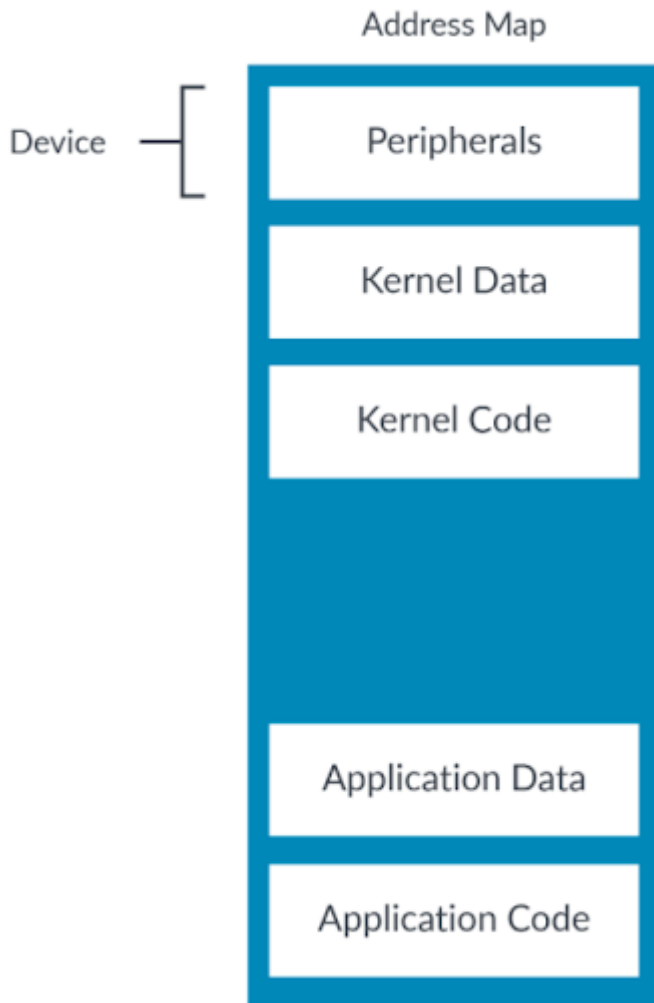 Address Map
Device
Peripherals
Kernel Data
Kernel Code
Application Data
Application Code